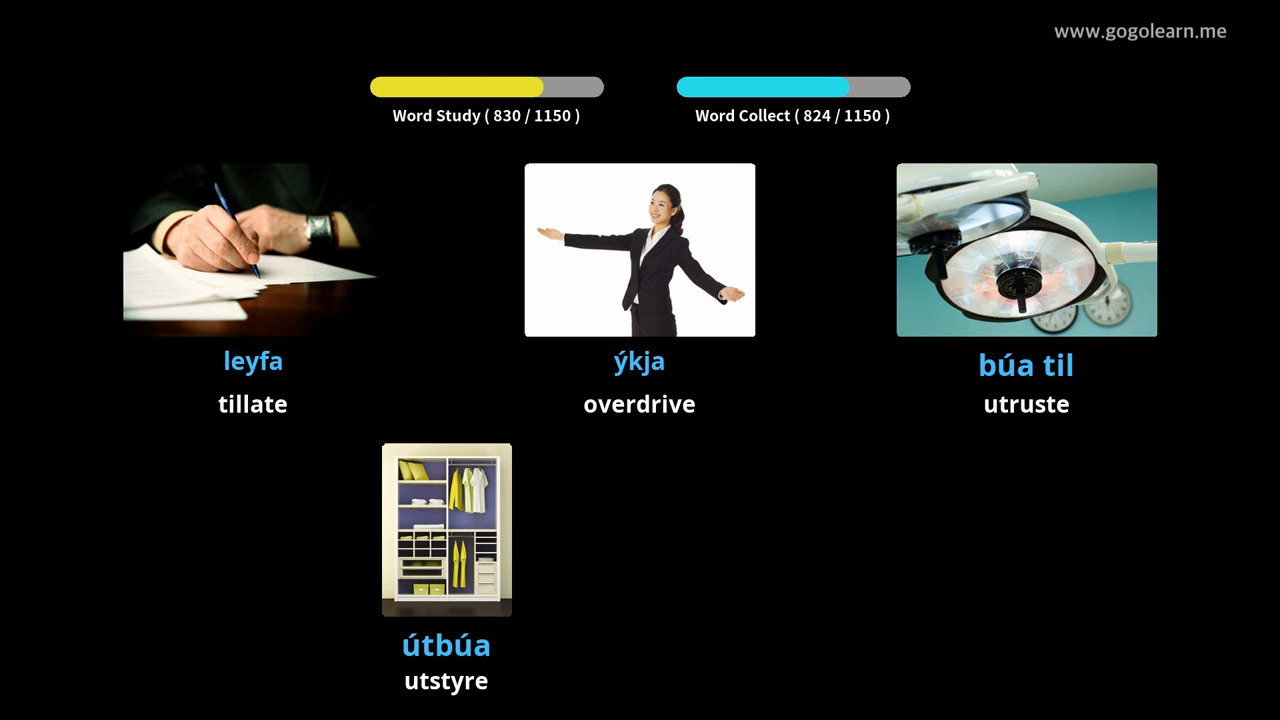 www.gogolearn.me
Word Study ( 830 / 1150 )
Word Collect ( 824 / 1150 )
leyfa
tillate
ýkja
overdrive
búa til
utruste
útbúa
utstyre